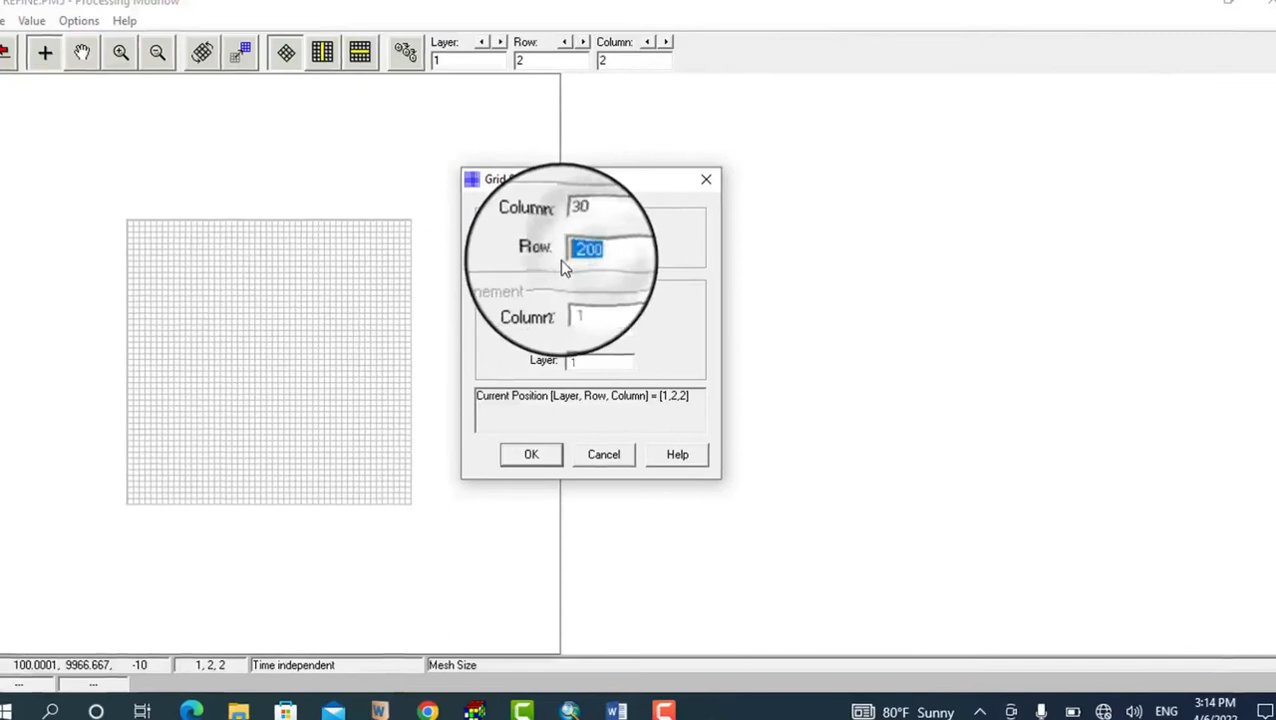 REFINE.PMJ - Processing Modflow
Value Options Help
Layer: Row: Column:
1 2 2
Grid
Column: 30
Row: 200
nement
Column: 1
Layer: 1
Current Position [Layer, Row, Column] = [1,2,2]
OK Cancel Help
100.0001, 9966.667, -10 1, 2, 2 Time independent Mesh Size
--- ---
80°F Sunny ENG 3:14 PM